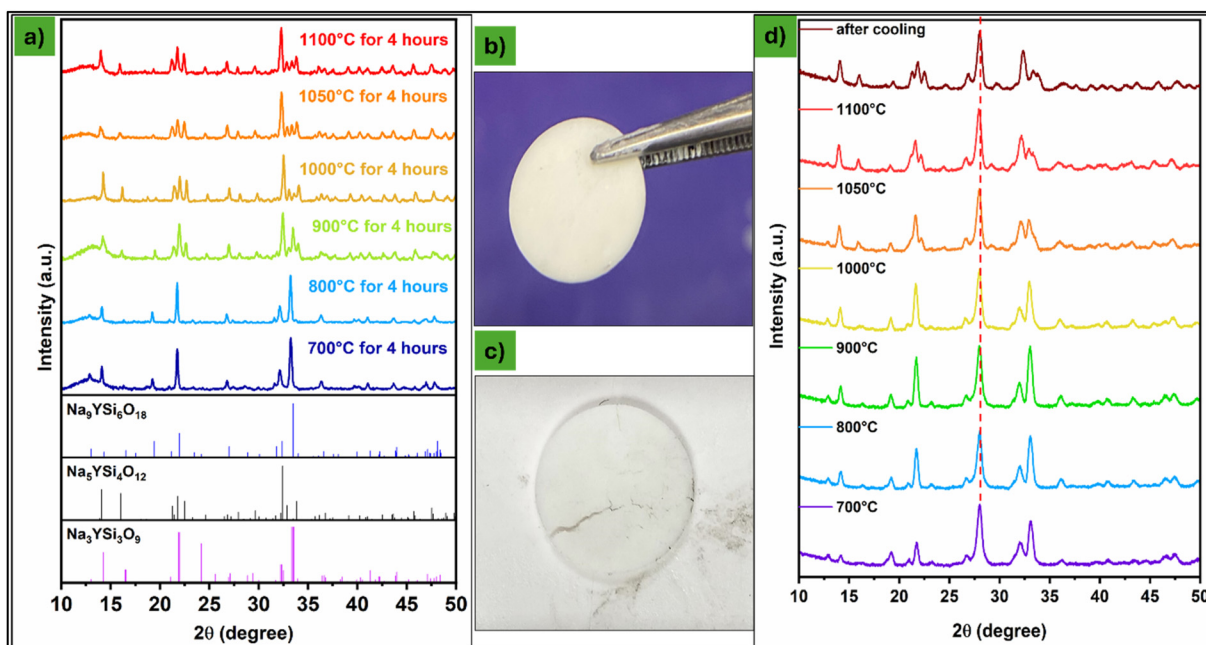 a)
1100°C for 4 hours
1050°C for 4 hours
1000°C for 4 hours
900°C for 4 hours
800°C for 4 hours
700°C for 4 hours
Na₉YSi₆O₁₈
Na₅YSi₄O₁₂
Na₃YSi₃O₉
Intensity (a.u.)
10 15 20 25 30 35 40 45 50
2θ (degree)
b)
c)
d)
after cooling
1100°C
1050°C
1000°C
900°C
800°C
700°C
Intensity (a.u.)
10 15 20 25 30 35 40 45 50
2θ (degree)